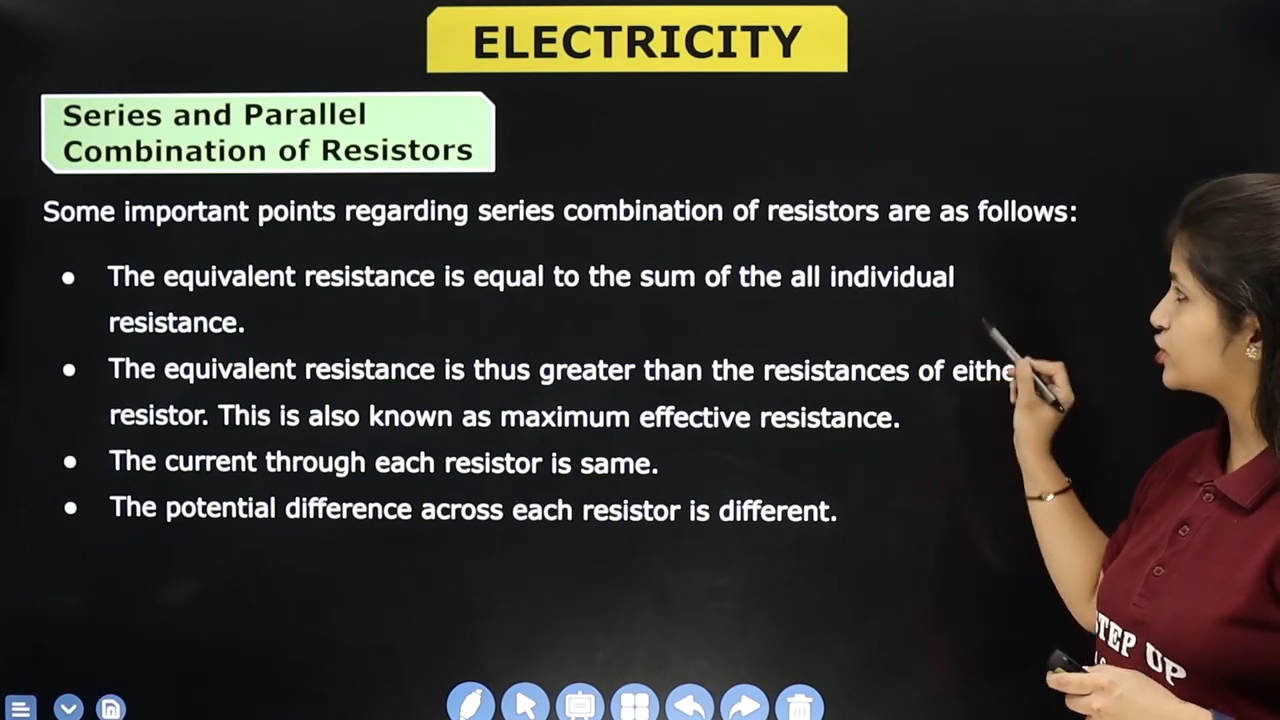 ELECTRICITY
Series and Parallel
Combination of Resistors
Some important points regarding series combination of resistors are as follows:
● The equivalent resistance is equal to the sum of the all individual
resistance.
● The equivalent resistance is thus greater than the resistances of eithe
resistor. This is also known as maximum effective resistance.
● The current through each resistor is same.
● The potential difference across each resistor is different.
STEP UP